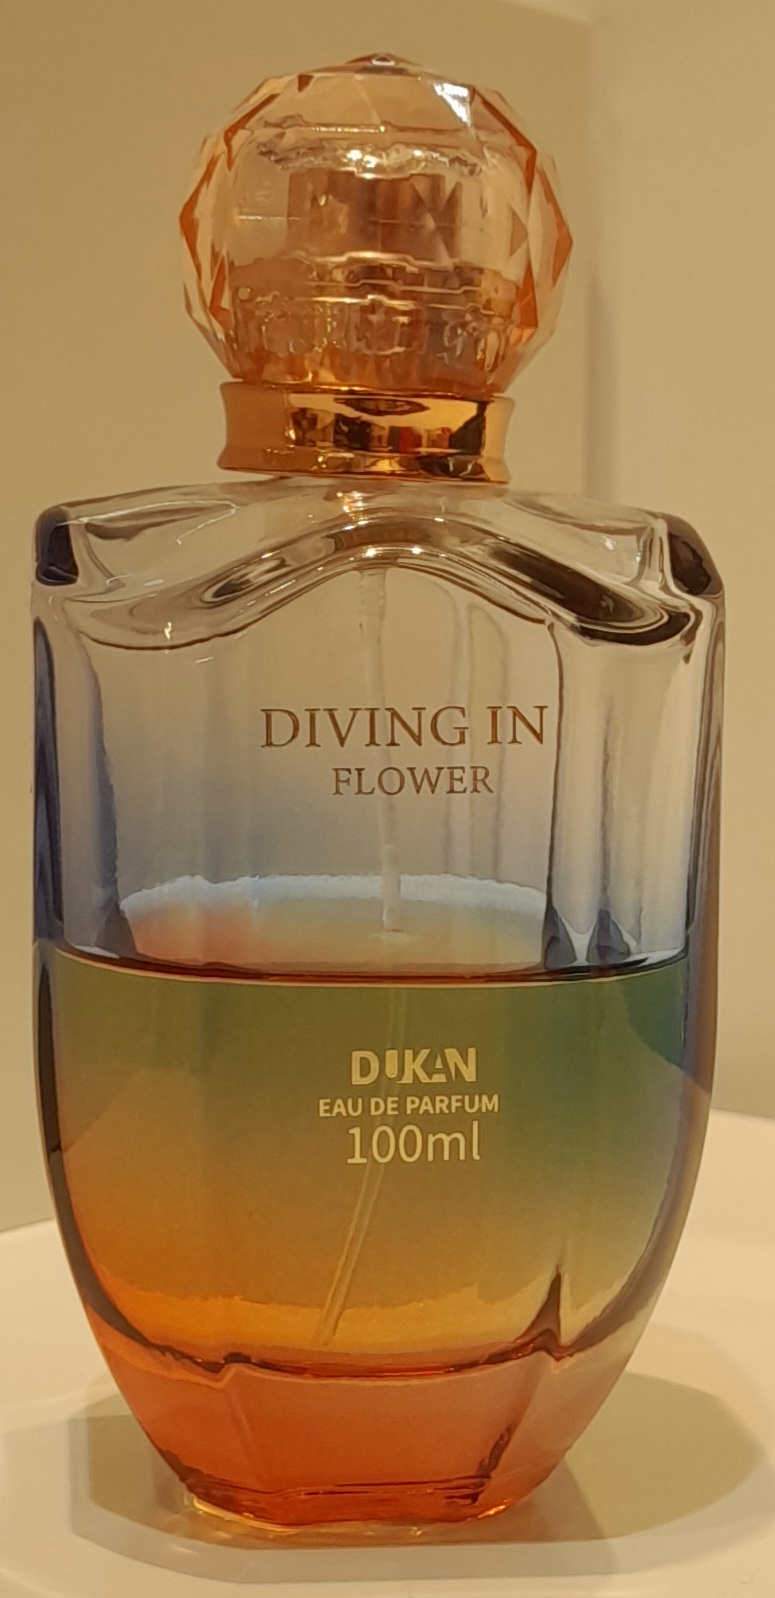 DIVING IN
FLOWER
DUKAN
EAU DE PARFUM
100ml